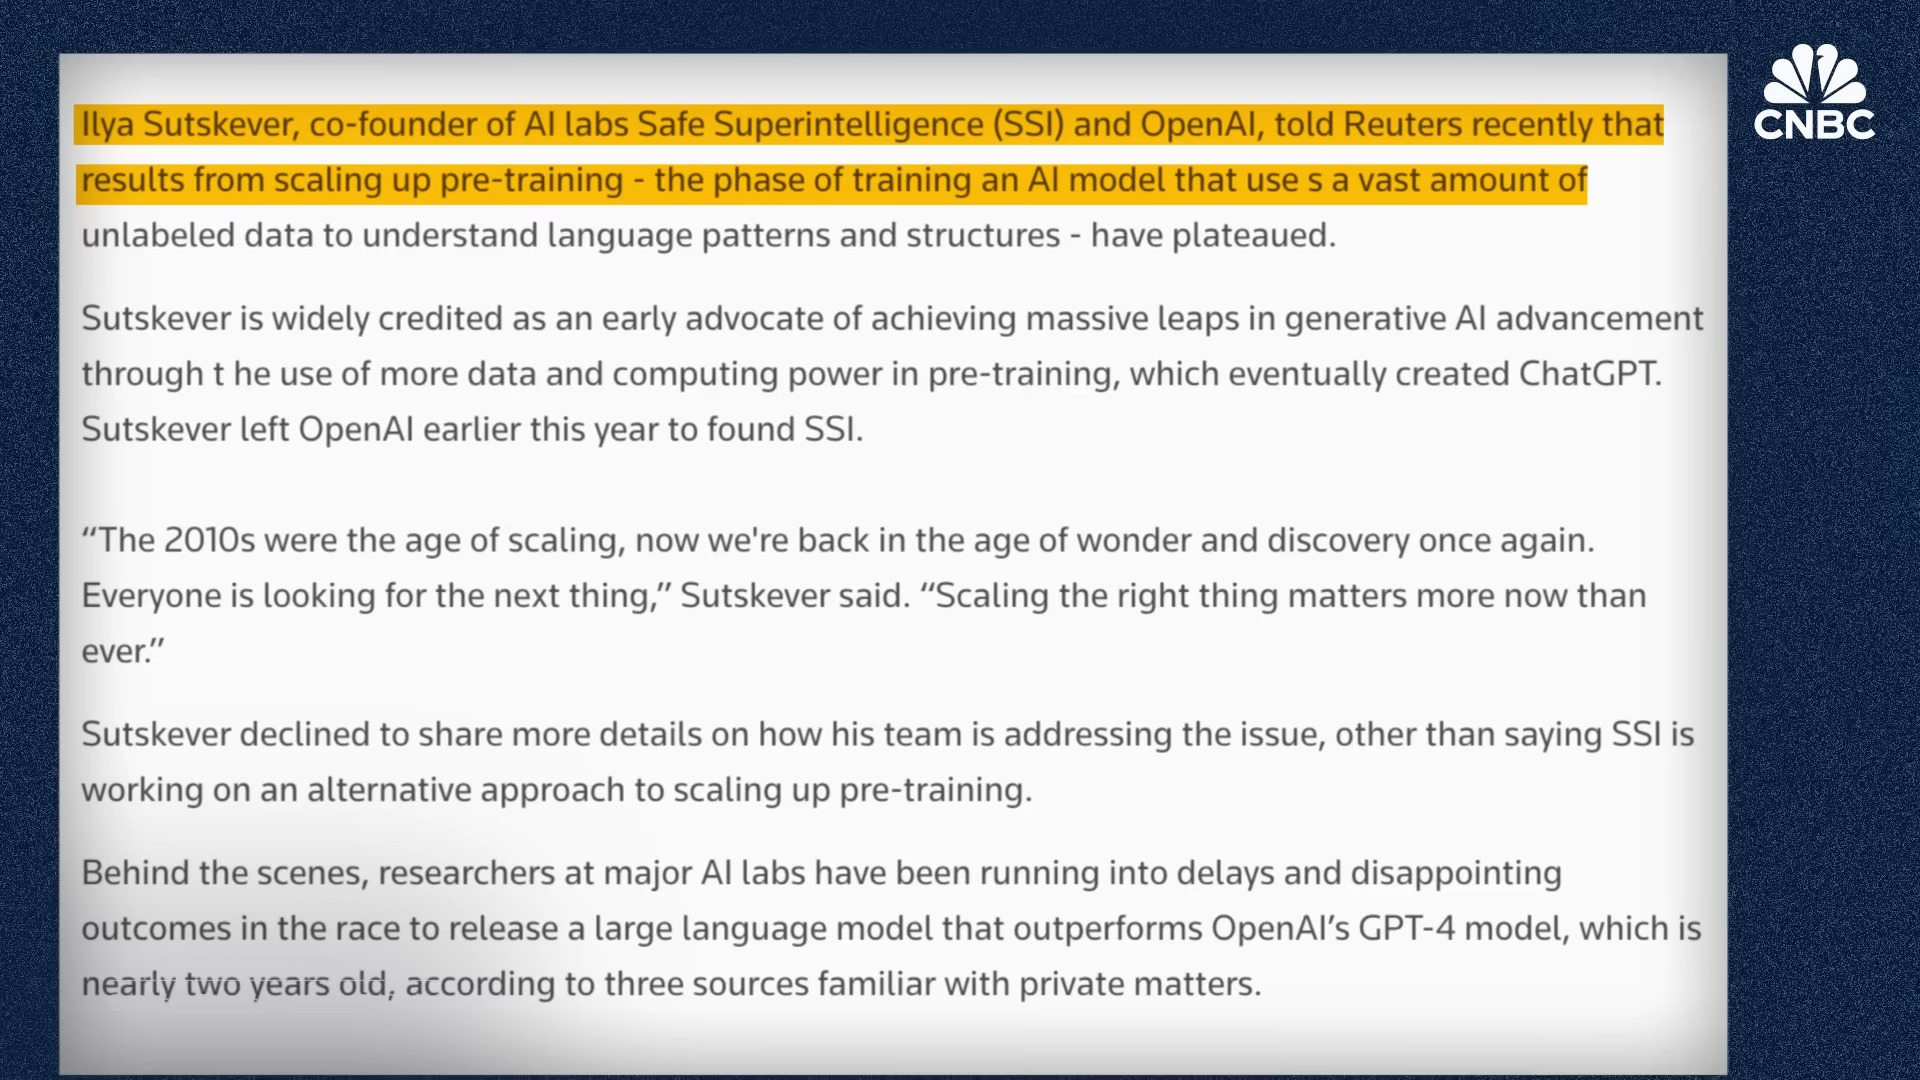 Ilya Sutskever, co-founder of AI labs Safe Superintelligence (SSI) and OpenAI, told Reuters recently that
results from scaling up pre-training - the phase of training an AI model that use s a vast amount of
unlabeled data to understand language patterns and structures - have plateaued.
Sutskever is widely credited as an early advocate of achieving massive leaps in generative AI advancement
through t he use of more data and computing power in pre-training, which eventually created ChatGPT.
Sutskever left OpenAI earlier this year to found SSI.
“The 2010s were the age of scaling, now we're back in the age of wonder and discovery once again.
Everyone is looking for the next thing,” Sutskever said. “Scaling the right thing matters more now than
ever.”
Sutskever declined to share more details on how his team is addressing the issue, other than saying SSI is
working on an alternative approach to scaling up pre-training.
Behind the scenes, researchers at major AI labs have been running into delays and disappointing
outcomes in the race to release a large language model that outperforms OpenAI’s GPT-4 model, which is
nearly two years old, according to three sources familiar with private matters.
CNBC